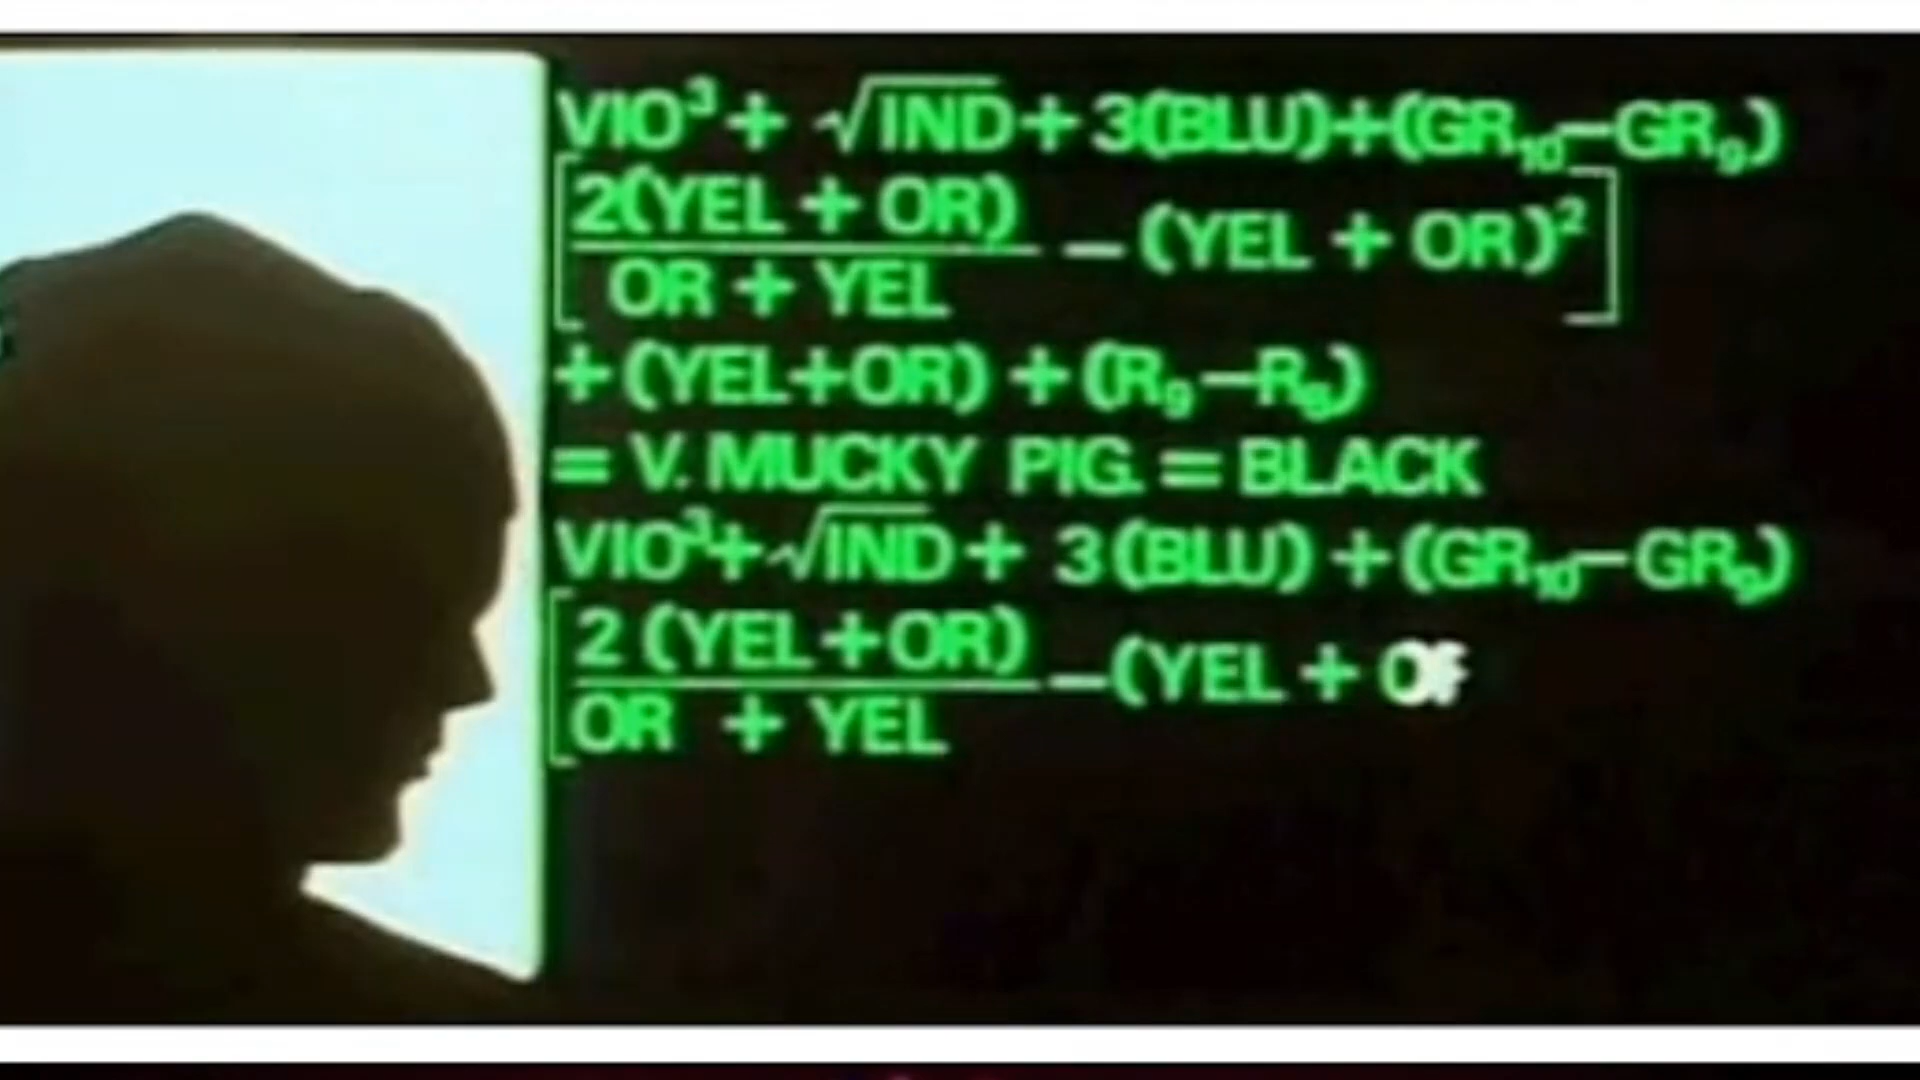 VIO³ + √IND + 3(BLU)+(GR₁₀–GR₉)
[2(YEL + OR)
OR + YEL – (YEL + OR)²]
+ (YEL+OR) + (R₉–R₈)
= V. MUCKY PIG. = BLACK
VIO³+√IND + 3(BLU) + (GR₁₀–GR₉)
[2 (YEL+OR)
OR + YEL –(YEL + O